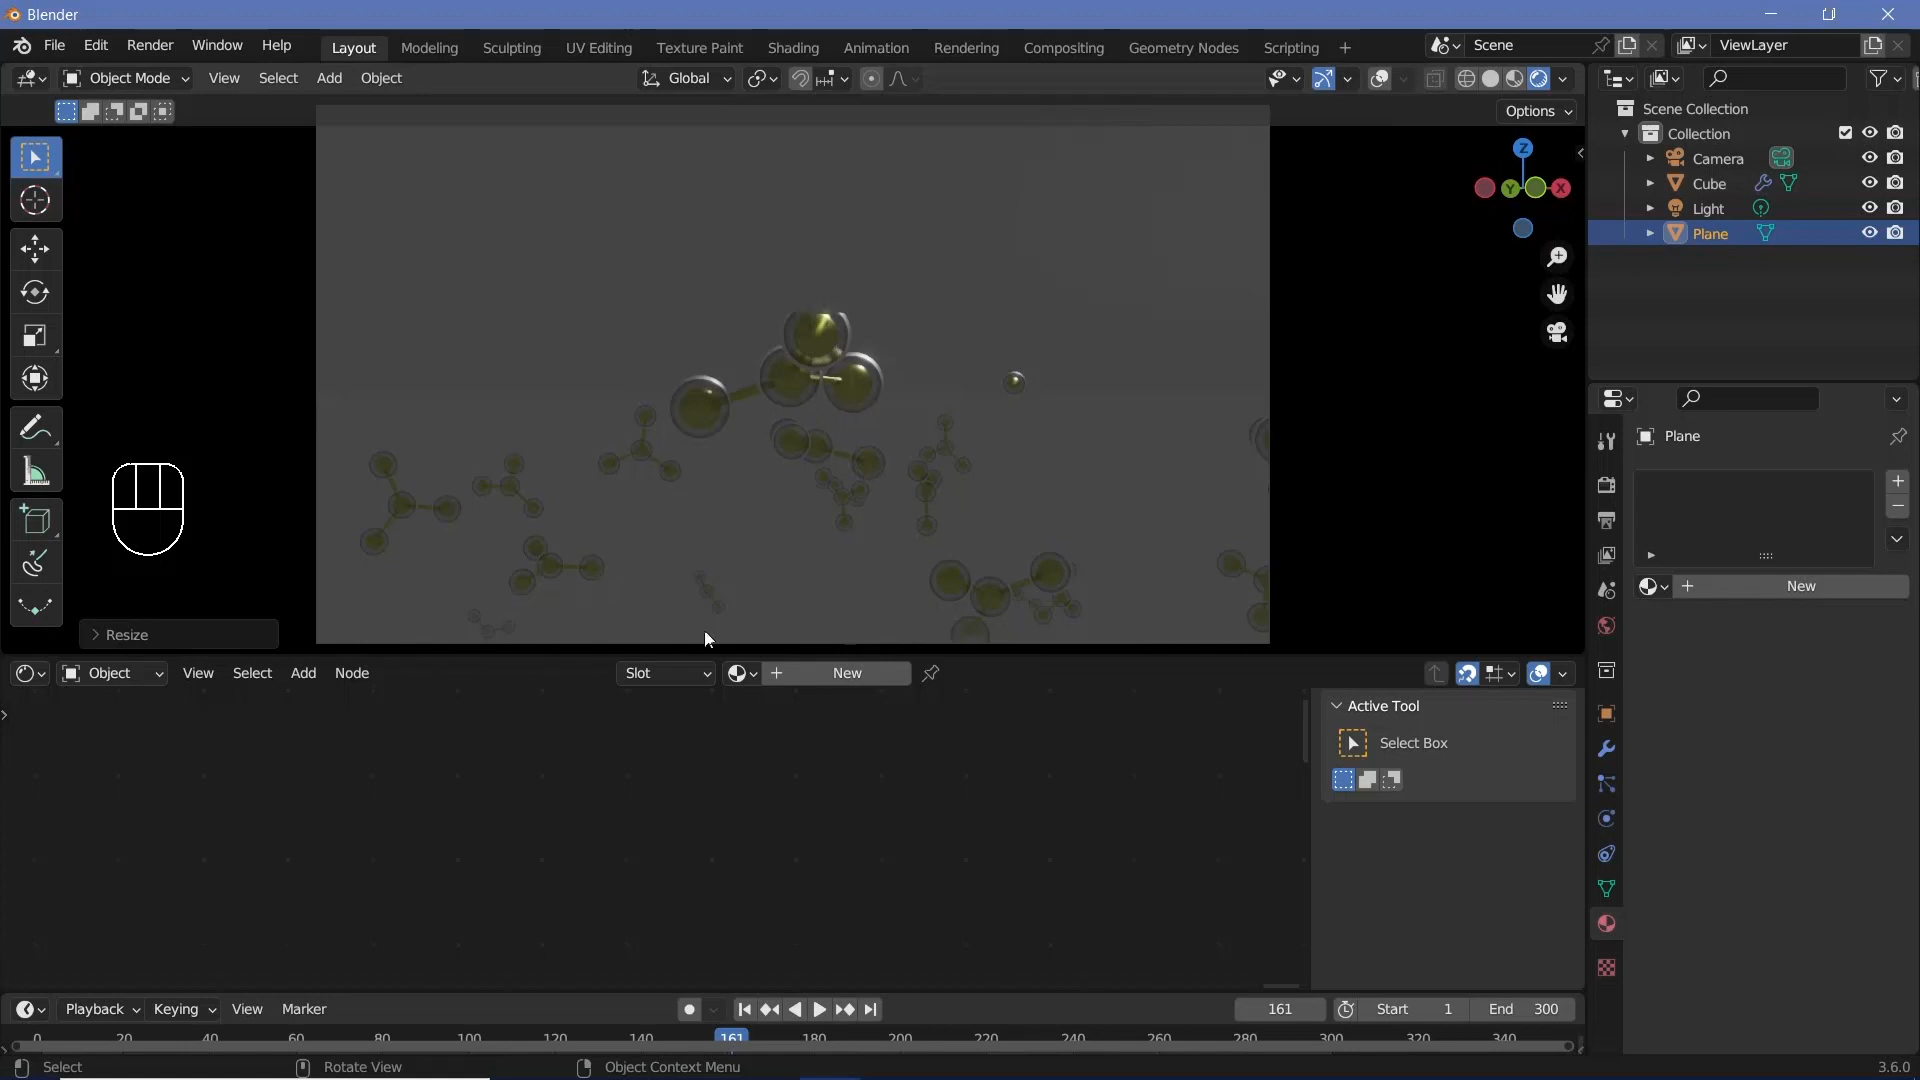 Blender
File Edit Render Window Help Layout Modeling Sculpting UV Editing Texture Paint Shading Animation Rendering Compositing Geometry Nodes Scripting + Scene ViewLayer
Object Mode View Select Add Object Global
Options
Z
Y X
Scene Collection
Collection
Camera
Cube
Light
Plane
Plane
New
Resize
Object View Select Add Node Slot New
Active Tool
Select Box
Playback Keying View Marker 161 Start 1 End 300
0 20 40 60 80 100 120 140 161 180 200 220 240 260 280 300 320 340
Select Rotate View Object Context Menu 3.6.0